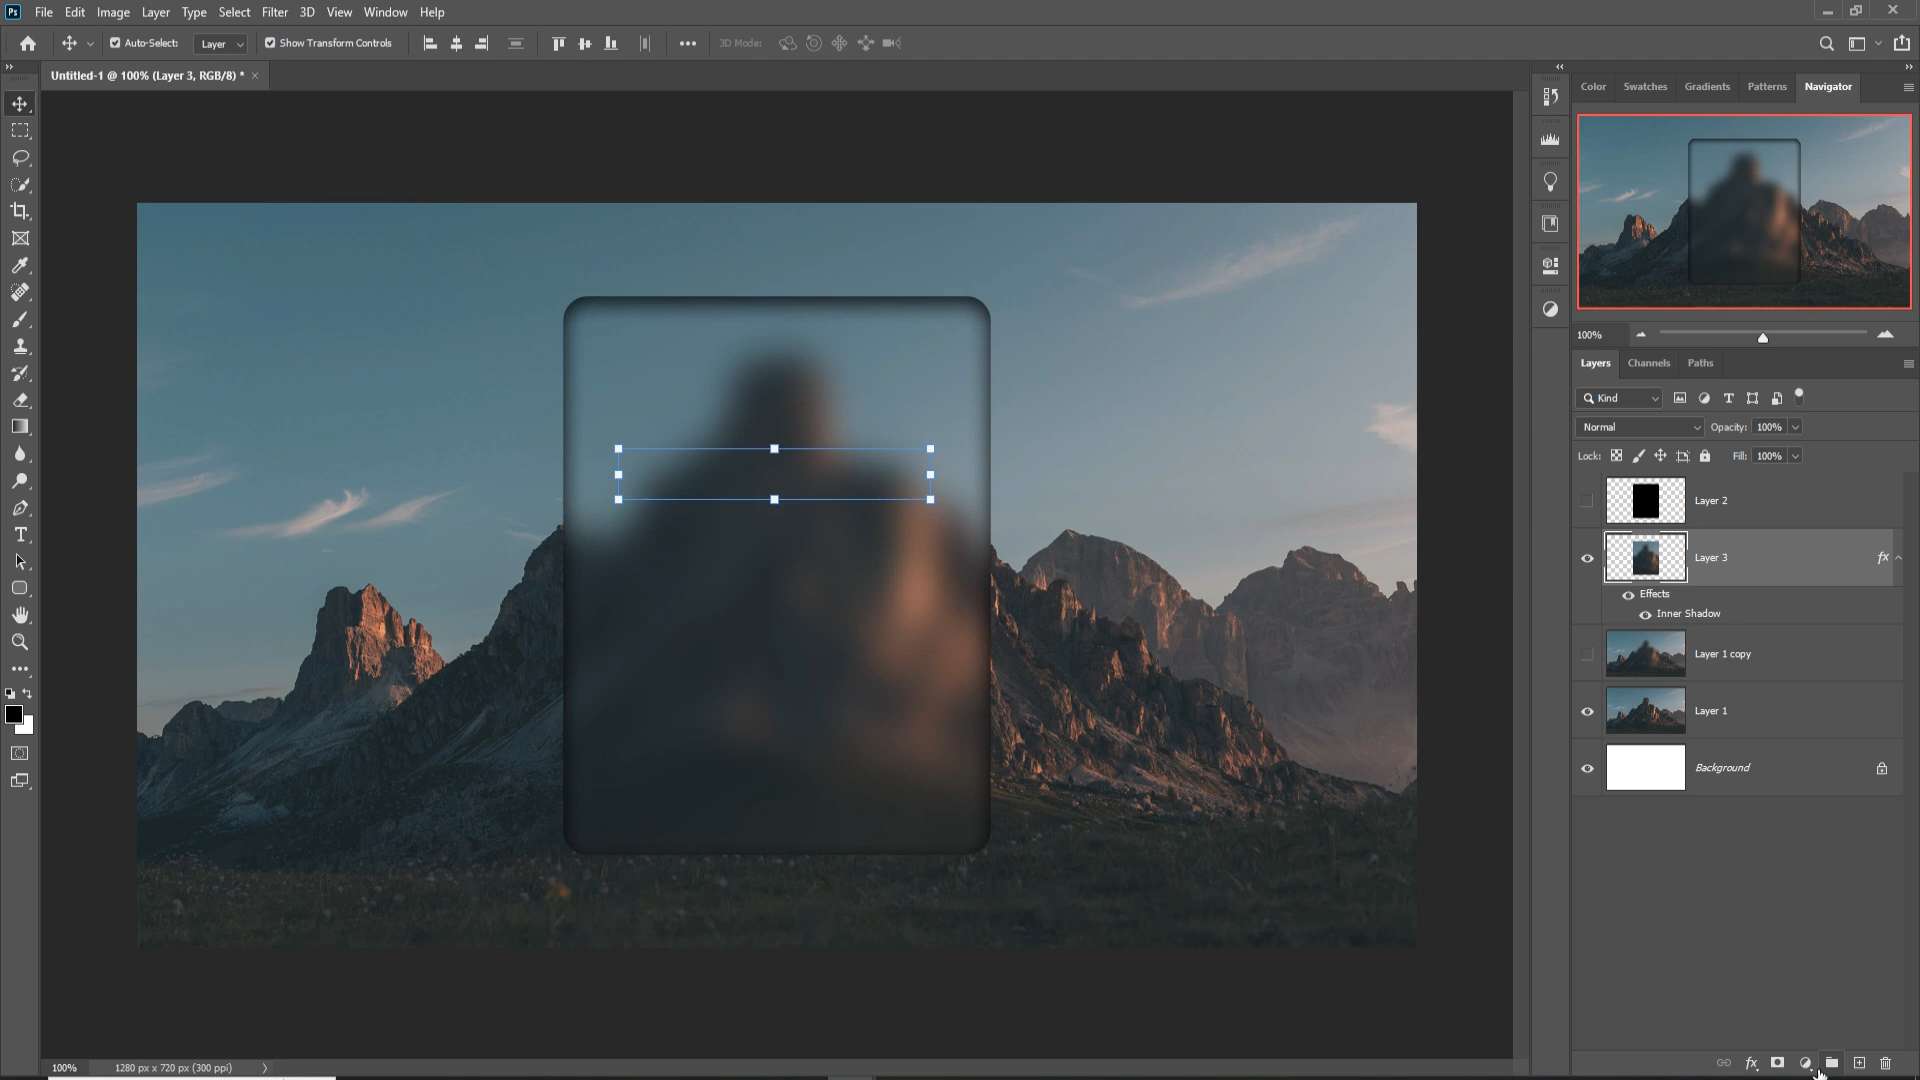 Ps File Edit Image Layer Type Select Filter 3D View Window Help
Auto-Select: Layer Show Transform Controls 3D Mode:
Untitled-1 @ 100% (Layer 3, RGB/8) *
Color Swatches Gradients Patterns Navigator
100%
Layers Channels Paths
Kind
Normal Opacity: 100%
Lock: Fill: 100%
Layer 2
Layer 3 fx
Effects
Inner Shadow
Layer 1 copy
Layer 1
Background
100% 1280 px x 720 px (300 ppi)
fx